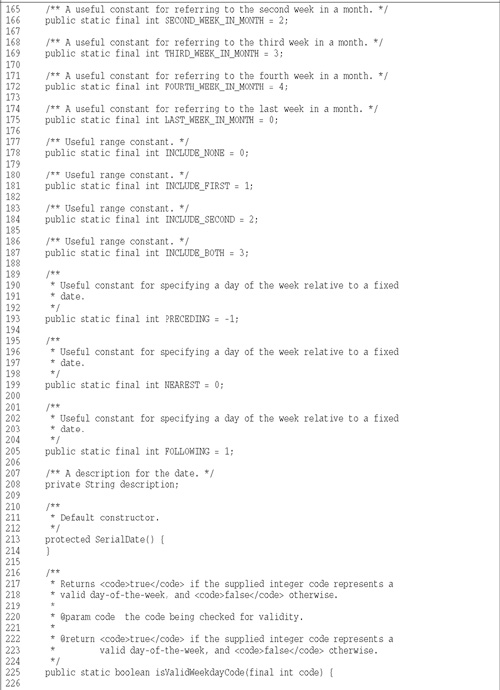 165 /** A useful constant for referring to the second week in a month. */
166 public static final int SECOND_WEEK_IN_MONTH = 2;
167
168 /** A useful constant for referring to the third week in a month. */
169 public static final int THIRD_WEEK_IN_MONTH = 3;
170
171 /** A useful constant for referring to the fourth week in a month. */
172 public static final int FOURTH_WEEK_IN_MONTH = 4;
173
174 /** A useful constant for referring to the last week in a month. */
175 public static final int LAST_WEEK_IN_MONTH = 0;
176
177 /** Useful range constant. */
178 public static final int INCLUDE_NONE = 0;
179
180 /** Useful range constant. */
181 public static final int INCLUDE_FIRST = 1;
182
183 /** Useful range constant. */
184 public static final int INCLUDE_SECOND = 2;
185
186 /** Useful range constant. */
187 public static final int INCLUDE_BOTH = 3;
188
189 /**
190 * Useful constant for specifying a day of the week relative to a fixed
191 * date.
192 */
193 public static final int ?RECEDING = -1;
194
195 /**
196 * Useful constant for specifying a day of the week relative to a fixed
197 * date.
198 */
199 public static final int NEAREST = 0;
200
201 /**
202 * Useful constant for specifying a day of the week relative to a fixed
203 * date.
204 */
205 public static final int FOLLOWING = 1;
206
207 /** A description for the date. */
208 private String description;
209
210 /**
211 * Default constructor.
212 */
213 protected SerialDate() {
214 }
215
216 /**
217 * Returns <code>true</code> if the supplied integer code represents a
218 * valid day-of-the-week, and <code>false</code> otherwise.
219 *
220 * @param code the code being checked for validity.
221 *
222 * @return <code>true</code> if the supplied integer code represents a
223 * valid day-of-the-week, and <code>false</code> otherwise.
224 */
225 public static boolean isValidWeekdayCode(final int code) {
226